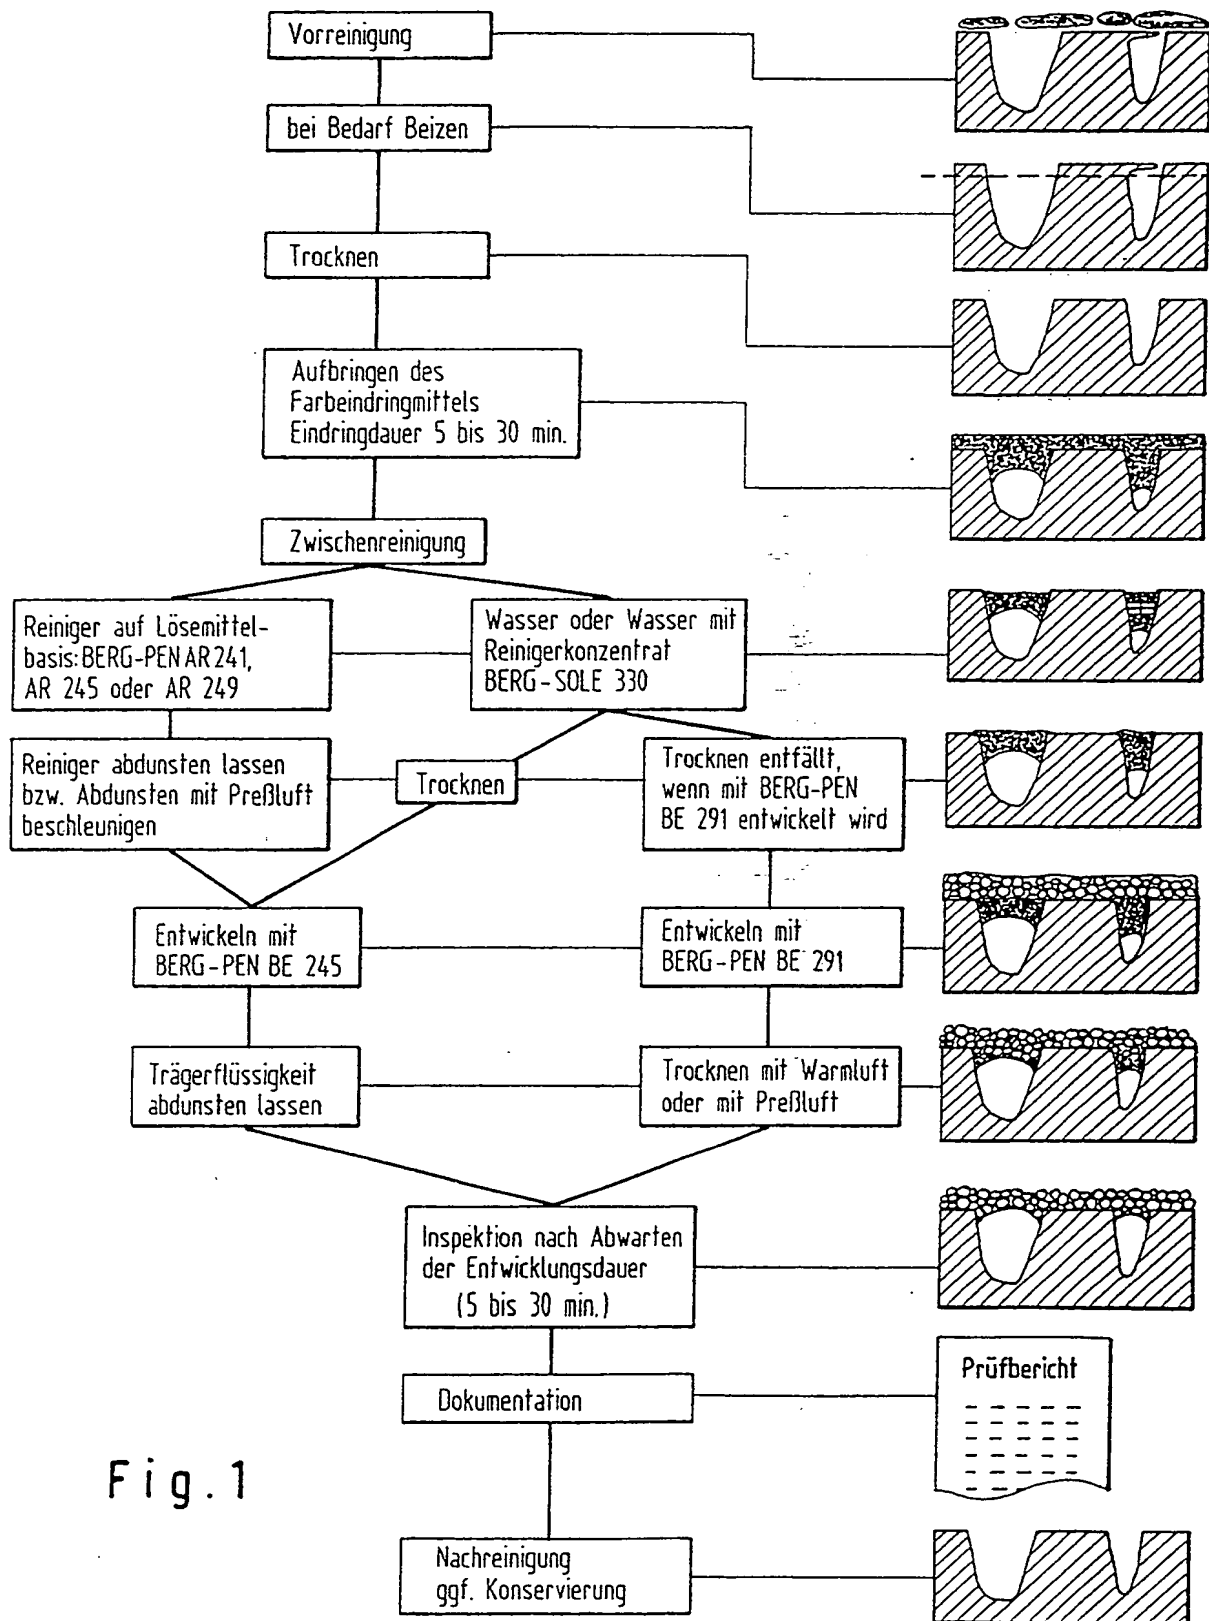 Vorreinigung
bei Bedarf Beizen
Trocknen
Aufbringen des
Farbeindringmittels
Eindringdauer 5 bis 30 min.
Zwischenreinigung
Reiniger auf Lösemittel-
basis: BERG-PEN AR 241,
AR 245 oder AR 249
Wasser oder Wasser mit
Reinigerkonzentrat
BERG-SOLE 330
Reiniger abdunsten lassen
bzw. Abdunsten mit Preßluft
beschleunigen
Trocknen
Trocknen entfällt,
wenn mit BERG-PEN
BE 291 entwickelt wird
Entwickeln mit
BERG-PEN BE 245
Entwickeln mit
BERG-PEN BE 291
Trägerflüssigkeit
abdunsten lassen
Trocknen mit Warmluft
oder mit Preßluft
Inspektion nach Abwarten
der Entwicklungsdauer
(5 bis 30 min.)
Dokumentation
Prüfbericht
Nachreinigung
ggf. Konservierung
Fig. 1